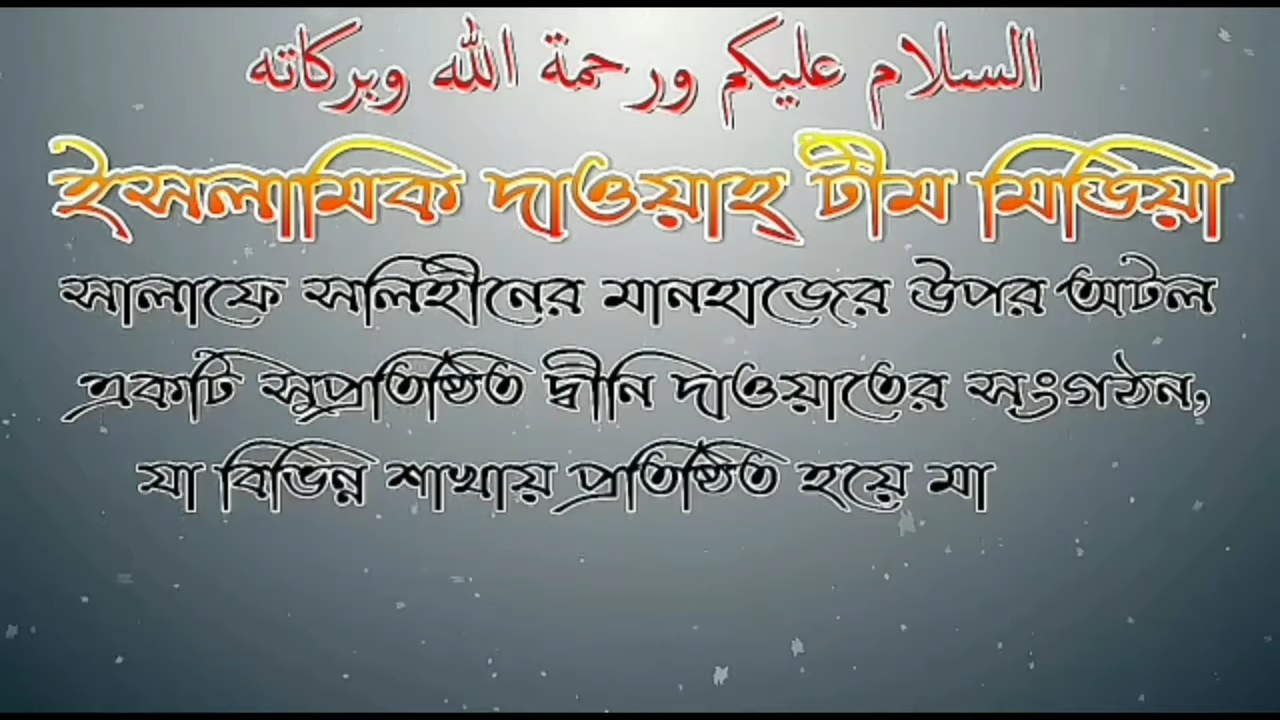 السلام عليكم ورحمة الله وبركاته
ইসলামিক দাওয়াহ্ টীম মিডিয়া
সালাফে সলিহীনের মানহাজের উপর অটল
একটি সুপ্রতিষ্ঠিত দ্বীনি দাওয়াতের সংগঠন,
যা বিভিন্ন শাখায় প্রতিষ্ঠিত হয়ে মা